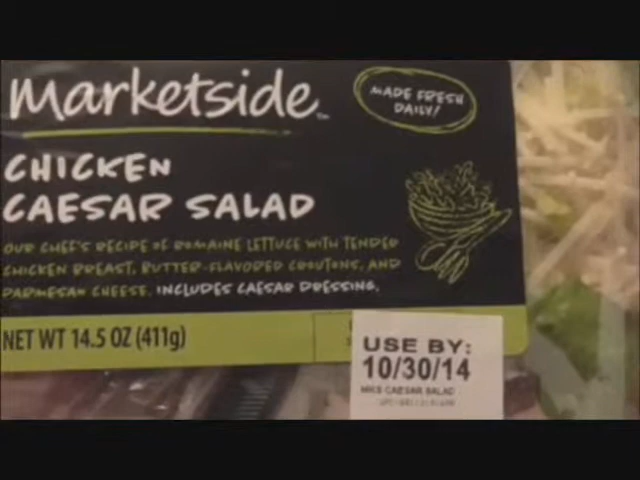 marketside™
MADE FRESH
DAILY!
CHICKEN
CAESAR SALAD
OUR CHEF'S RECIPE OF ROMAINE LETTUCE WITH TENDER
CHICKEN BREAST, BUTTER-FLAVORED CROUTONS, AND
PARMESAN CHEESE. INCLUDES CAESAR DRESSING.
NET WT 14.5 OZ (411g)
USE BY:
10/30/14
MKS CAESAR SALAD